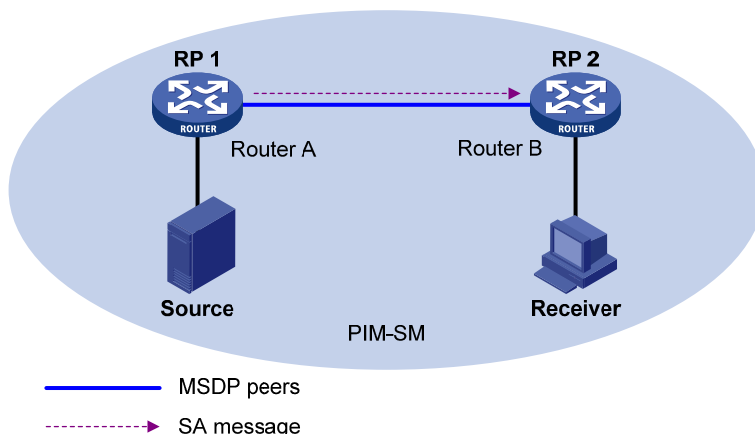 RP 1
RP 2
ROUTER
ROUTER
Router A
Router B
Source
Receiver
PIM-SM
MSDP peers
SA message